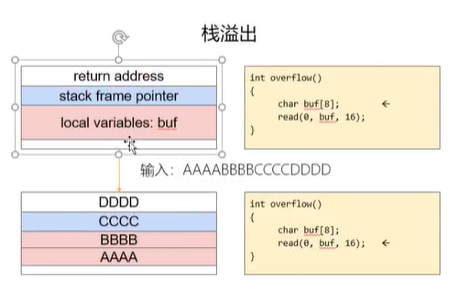 栈溢出
return address
stack frame pointer
local variables: buf
int overflow()
{
char buf[8]; ←
read(0, buf, 16);
}
输入：AAAABBBBCCCCDDDD
DDDD
CCCC
BBBB
AAAA
int overflow()
{
char buf[8];
read(0, buf, 16); ←
}